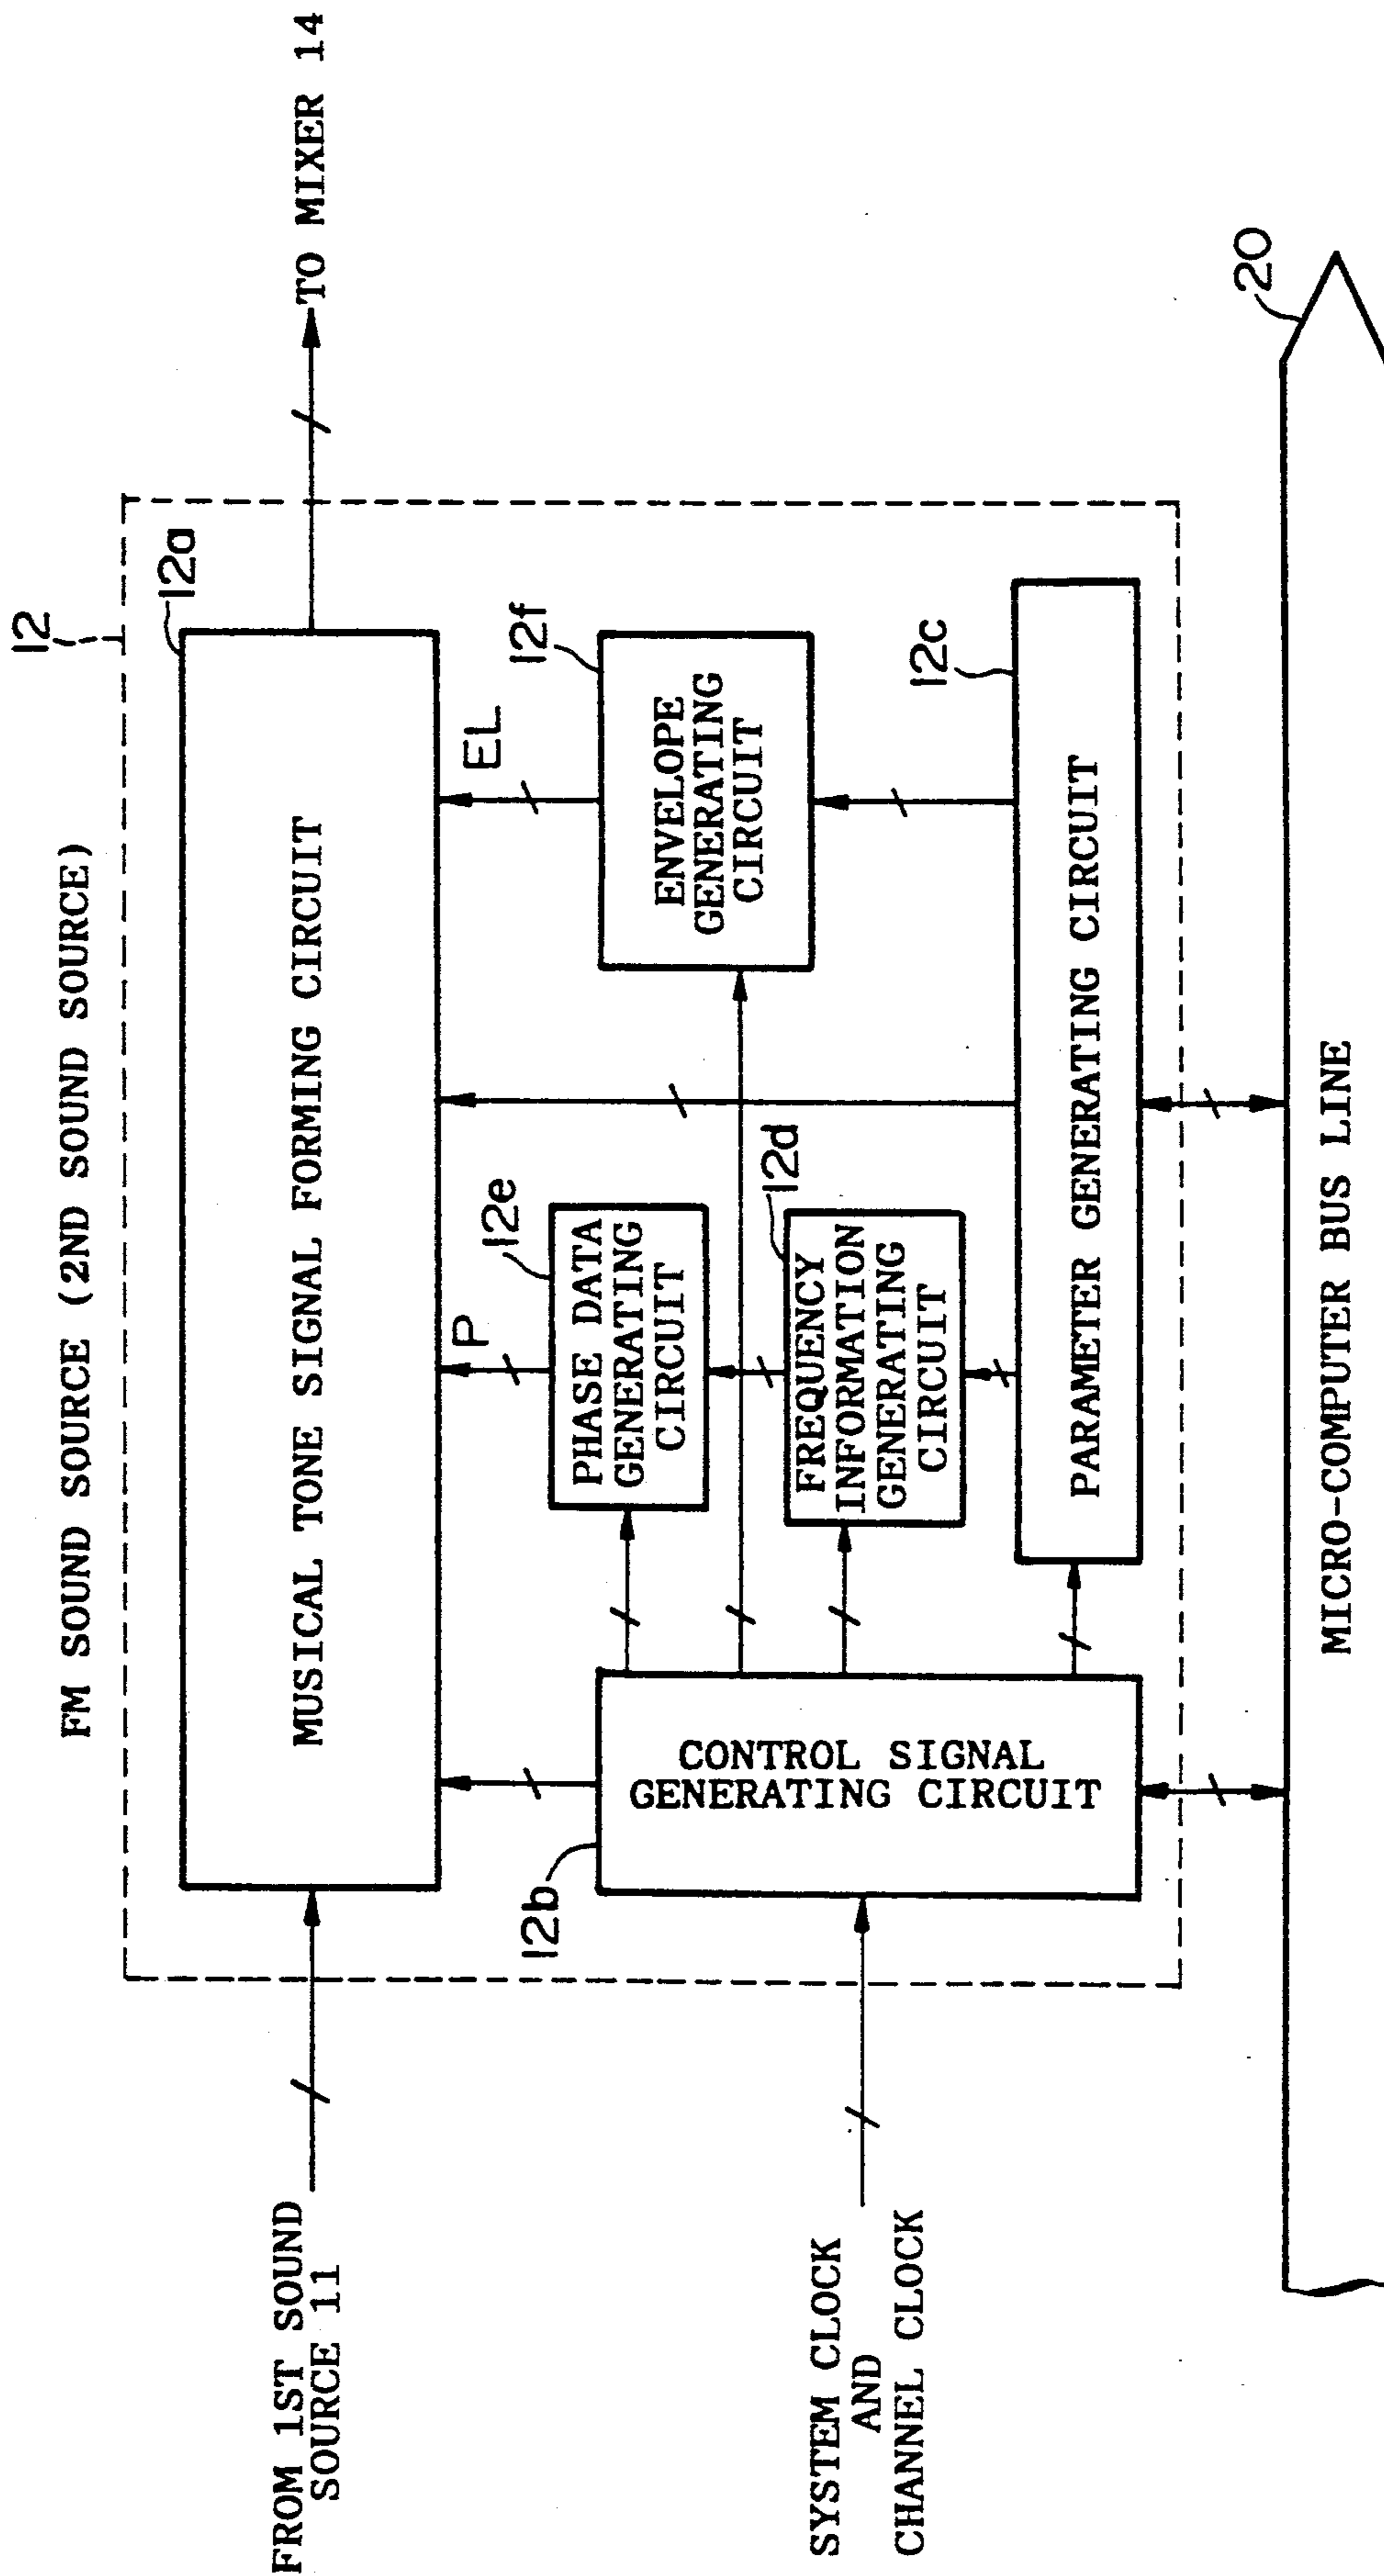 FM SOUND SOURCE (2ND SOUND SOURCE)
12
12a
FROM 1ST SOUND
SOURCE 11
MUSICAL TONE SIGNAL FORMING CIRCUIT
TO MIXER 14
P
EL
12b
12e
12f
PHASE DATA
GENERATING
CIRCUIT
ENVELOPE
GENERATING
CIRCUIT
SYSTEM CLOCK
AND
CHANNEL CLOCK
CONTROL SIGNAL
GENERATING CIRCUIT
12d
FREQUENCY
INFORMATION
GENERATING
CIRCUIT
12c
PARAMETER GENERATING CIRCUIT
20
MICRO-COMPUTER BUS LINE